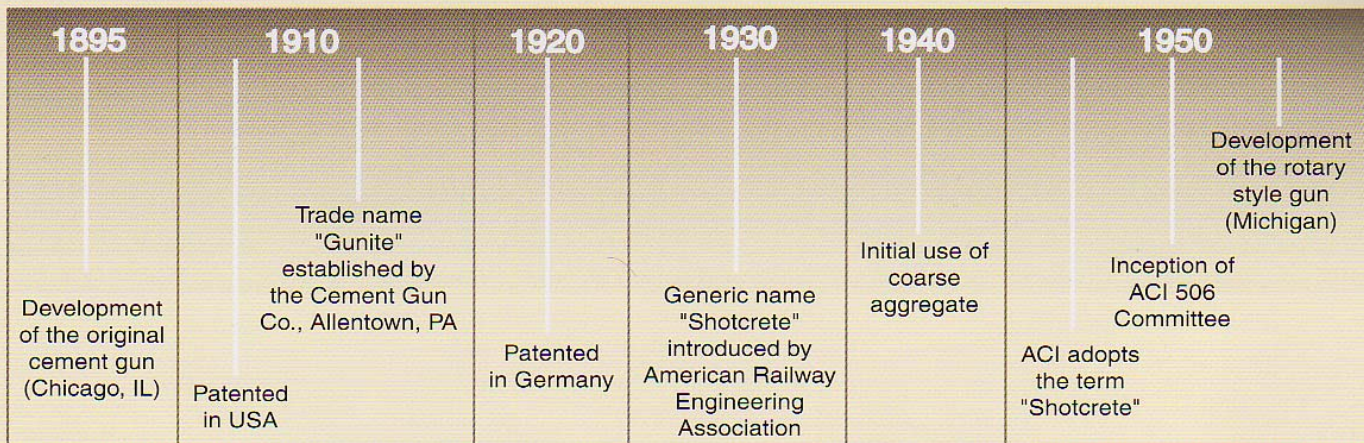 1895
Development
of the original
cement gun
(Chicago, IL)
1910
Patented
in USA
Trade name
"Gunite"
established by
the Cement Gun
Co., Allentown, PA
1920
Patented
in Germany
1930
Generic name
"Shotcrete"
introduced by
American Railway
Engineering
Association
1940
Initial use of
coarse
aggregate
1950
ACI adopts
the term
"Shotcrete"
Inception of
ACI 506
Committee
Development
of the rotary
style gun
(Michigan)